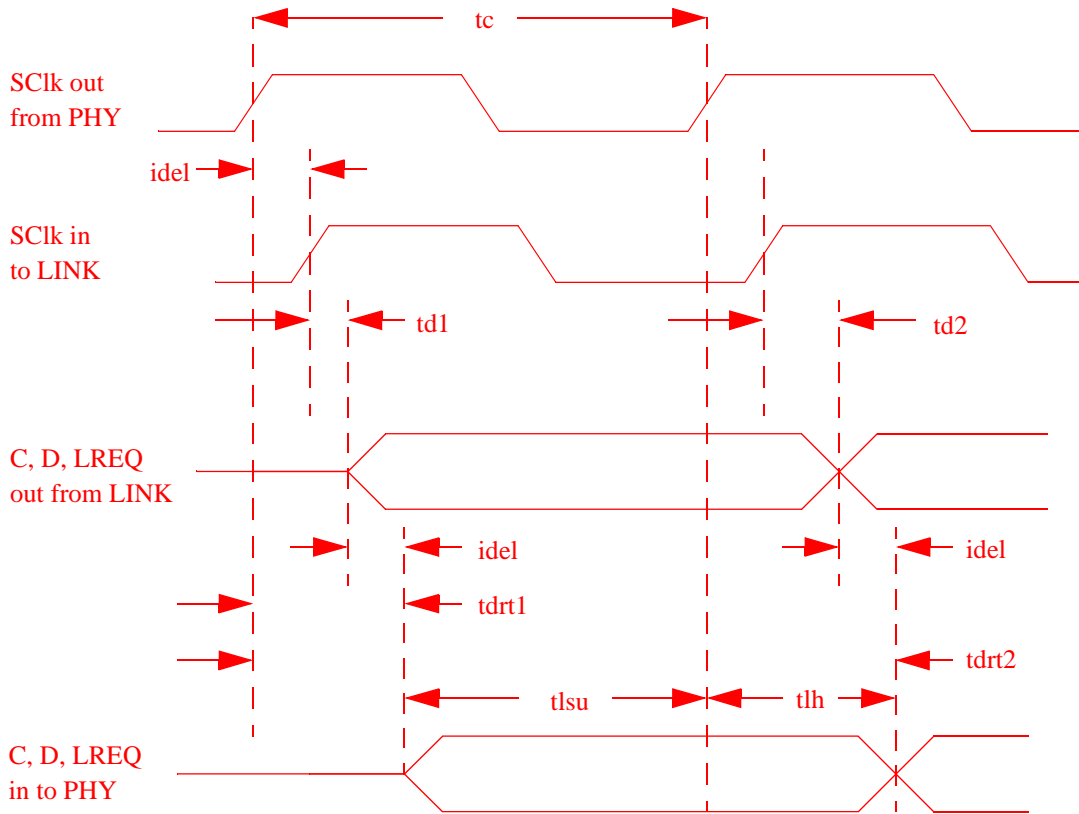 tc
SClk out
from PHY
idel
SClk in
to LINK
td1
td2
C, D, LREQ
out from LINK
idel
idel
tdrt1
tdrt2
tlsu
tlh
C, D, LREQ
in to PHY